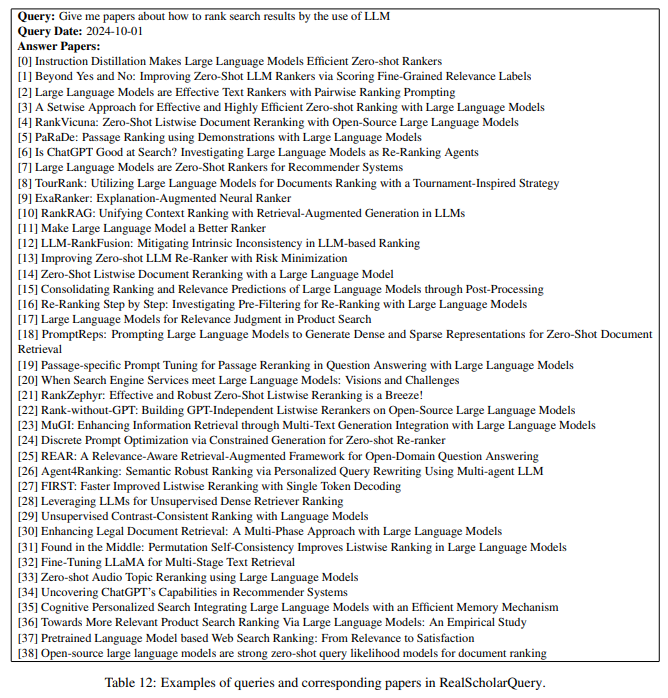 Query: Give me papers about how to rank search results by the use of LLM
Query Date: 2024-10-01
Answer Papers:
[0] Instruction Distillation Makes Large Language Models Efficient Zero-shot Rankers
[1] Beyond Yes and No: Improving Zero-Shot LLM Rankers via Scoring Fine-Grained Relevance Labels
[2] Large Language Models are Effective Text Rankers with Pairwise Ranking Prompting
[3] A Setwise Approach for Effective and Highly Efficient Zero-shot Ranking with Large Language Models
[4] RankVicuna: Zero-Shot Listwise Document Reranking with Open-Source Large Language Models
[5] PaRaDe: Passage Ranking using Demonstrations with Large Language Models
[6] Is ChatGPT Good at Search? Investigating Large Language Models as Re-Ranking Agents
[7] Large Language Models are Zero-Shot Rankers for Recommender Systems
[8] TourRank: Utilizing Large Language Models for Documents Ranking with a Tournament-Inspired Strategy
[9] ExaRanker: Explanation-Augmented Neural Ranker
[10] RankRAG: Unifying Context Ranking with Retrieval-Augmented Generation in LLMs
[11] Make Large Language Model a Better Ranker
[12] LLM-RankFusion: Mitigating Intrinsic Inconsistency in LLM-based Ranking
[13] Improving Zero-shot LLM Re-Ranker with Risk Minimization
[14] Zero-Shot Listwise Document Reranking with a Large Language Model
[15] Consolidating Ranking and Relevance Predictions of Large Language Models through Post-Processing
[16] Re-Ranking Step by Step: Investigating Pre-Filtering for Re-Ranking with Large Language Models
[17] Large Language Models for Relevance Judgment in Product Search
[18] PromptReps: Prompting Large Language Models to Generate Dense and Sparse Representations for Zero-Shot Document
Retrieval
[19] Passage-specific Prompt Tuning for Passage Reranking in Question Answering with Large Language Models
[20] When Search Engine Services meet Large Language Models: Visions and Challenges
[21] RankZephyr: Effective and Robust Zero-Shot Listwise Reranking is a Breeze!
[22] Rank-without-GPT: Building GPT-Independent Listwise Rerankers on Open-Source Large Language Models
[23] MuGI: Enhancing Information Retrieval through Multi-Text Generation Integration with Large Language Models
[24] Discrete Prompt Optimization via Constrained Generation for Zero-shot Re-ranker
[25] REAR: A Relevance-Aware Retrieval-Augmented Framework for Open-Domain Question Answering
[26] Agent4Ranking: Semantic Robust Ranking via Personalized Query Rewriting Using Multi-agent LLM
[27] FIRST: Faster Improved Listwise Reranking with Single Token Decoding
[28] Leveraging LLMs for Unsupervised Dense Retriever Ranking
[29] Unsupervised Contrast-Consistent Ranking with Language Models
[30] Enhancing Legal Document Retrieval: A Multi-Phase Approach with Large Language Models
[31] Found in the Middle: Permutation Self-Consistency Improves Listwise Ranking in Large Language Models
[32] Fine-Tuning LLaMA for Multi-Stage Text Retrieval
[33] Zero-shot Audio Topic Reranking using Large Language Models
[34] Uncovering ChatGPT's Capabilities in Recommender Systems
[35] Cognitive Personalized Search Integrating Large Language Models with an Efficient Memory Mechanism
[36] Towards More Relevant Product Search Ranking Via Large Language Models: An Empirical Study
[37] Pretrained Language Model based Web Search Ranking: From Relevance to Satisfaction
[38] Open-source large language models are strong zero-shot query likelihood models for document ranking
Table 12: Examples of queries and corresponding papers in RealScholarQuery.